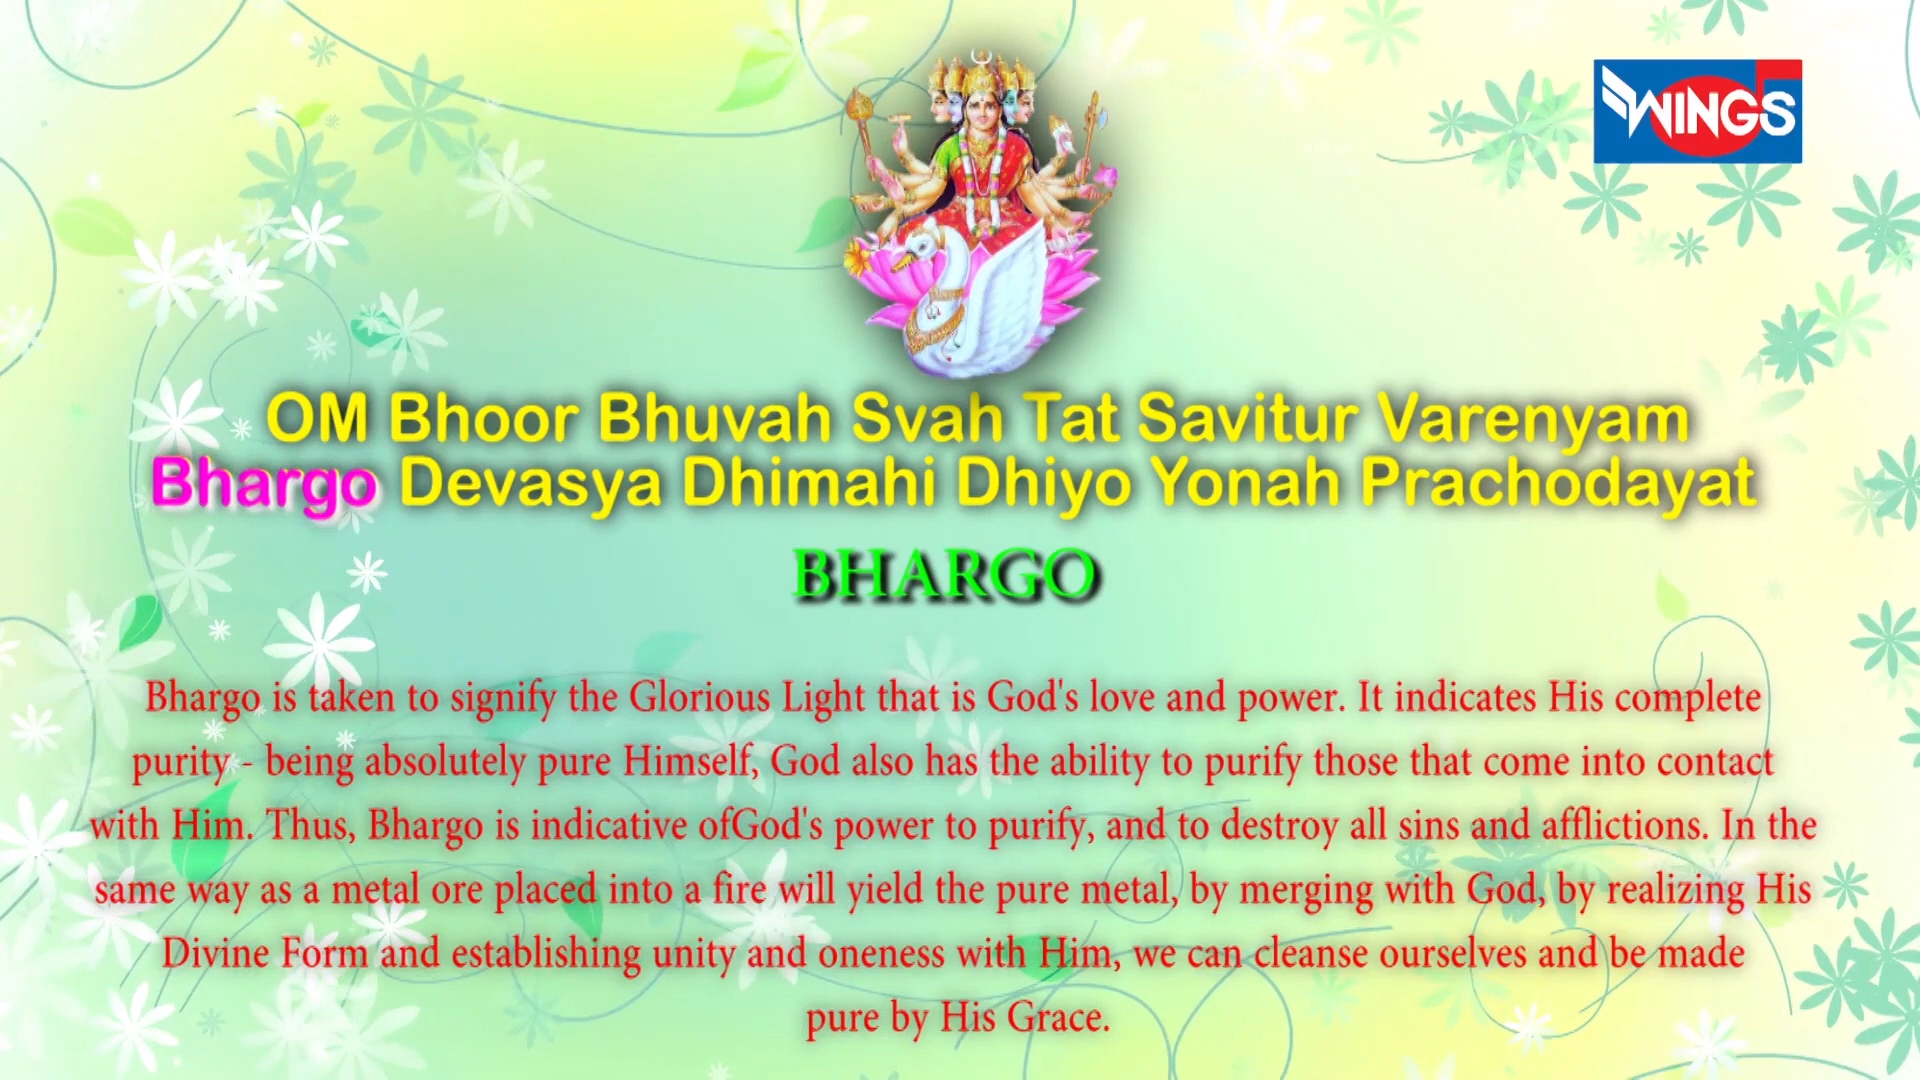 WINGS
OM Bhoor Bhuvah Svah Tat Savitur Varenyam
Bhargo Devasya Dhimahi Dhiyo Yonah Prachodayat
BHARGO
Bhargo is taken to signify the Glorious Light that is God's love and power. It indicates His complete
purity - being absolutely pure Himself, God also has the ability to purify those that come into contact
with Him. Thus, Bhargo is indicative ofGod's power to purify, and to destroy all sins and afflictions. In the
same way as a metal ore placed into a fire will yield the pure metal, by merging with God, by realizing His
Divine Form and establishing unity and oneness with Him, we can cleanse ourselves and be made
pure by His Grace.